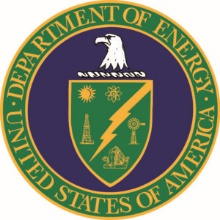 DEPARTMENT OF ENERGY
UNITED STATES OF AMERICA